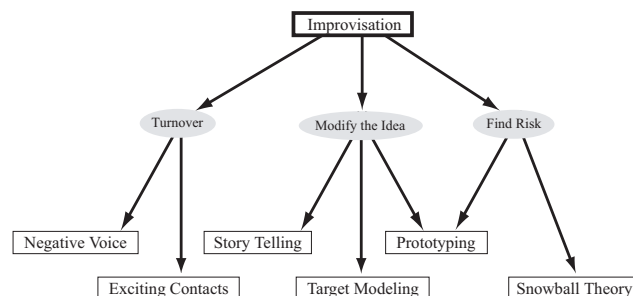 Improvisation
Turnover
Modify the Idea
Find Risk
Negative Voice
Story Telling
Prototyping
Exciting Contacts
Target Modeling
Snowball Theory